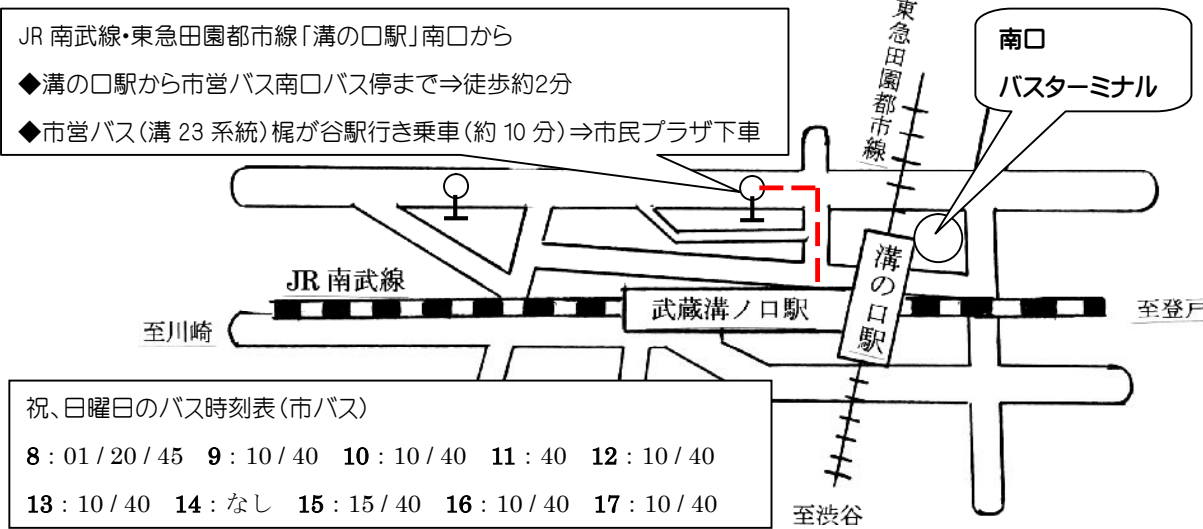 JR 南武線・東急田園都市線「溝の口駅」南口から
◆溝の口駅から市営バス南口バス停まで⇒徒歩約2分
◆市営バス（溝 23 系統）梶が谷駅行き乗車（約 10 分）⇒市民プラザ下車
東急田園都市線
南口
バスターミナル
JR 南武線
武蔵溝ノ口駅
溝の口駅
至川崎
至登戸
祝、日曜日のバス時刻表（市バス）
8：01 / 20 / 45 9：10 / 40 10：10 / 40 11：40 12：10 / 40
13：10 / 40 14：なし 15：15 / 40 16：10 / 40 17：10 / 40
至渋谷